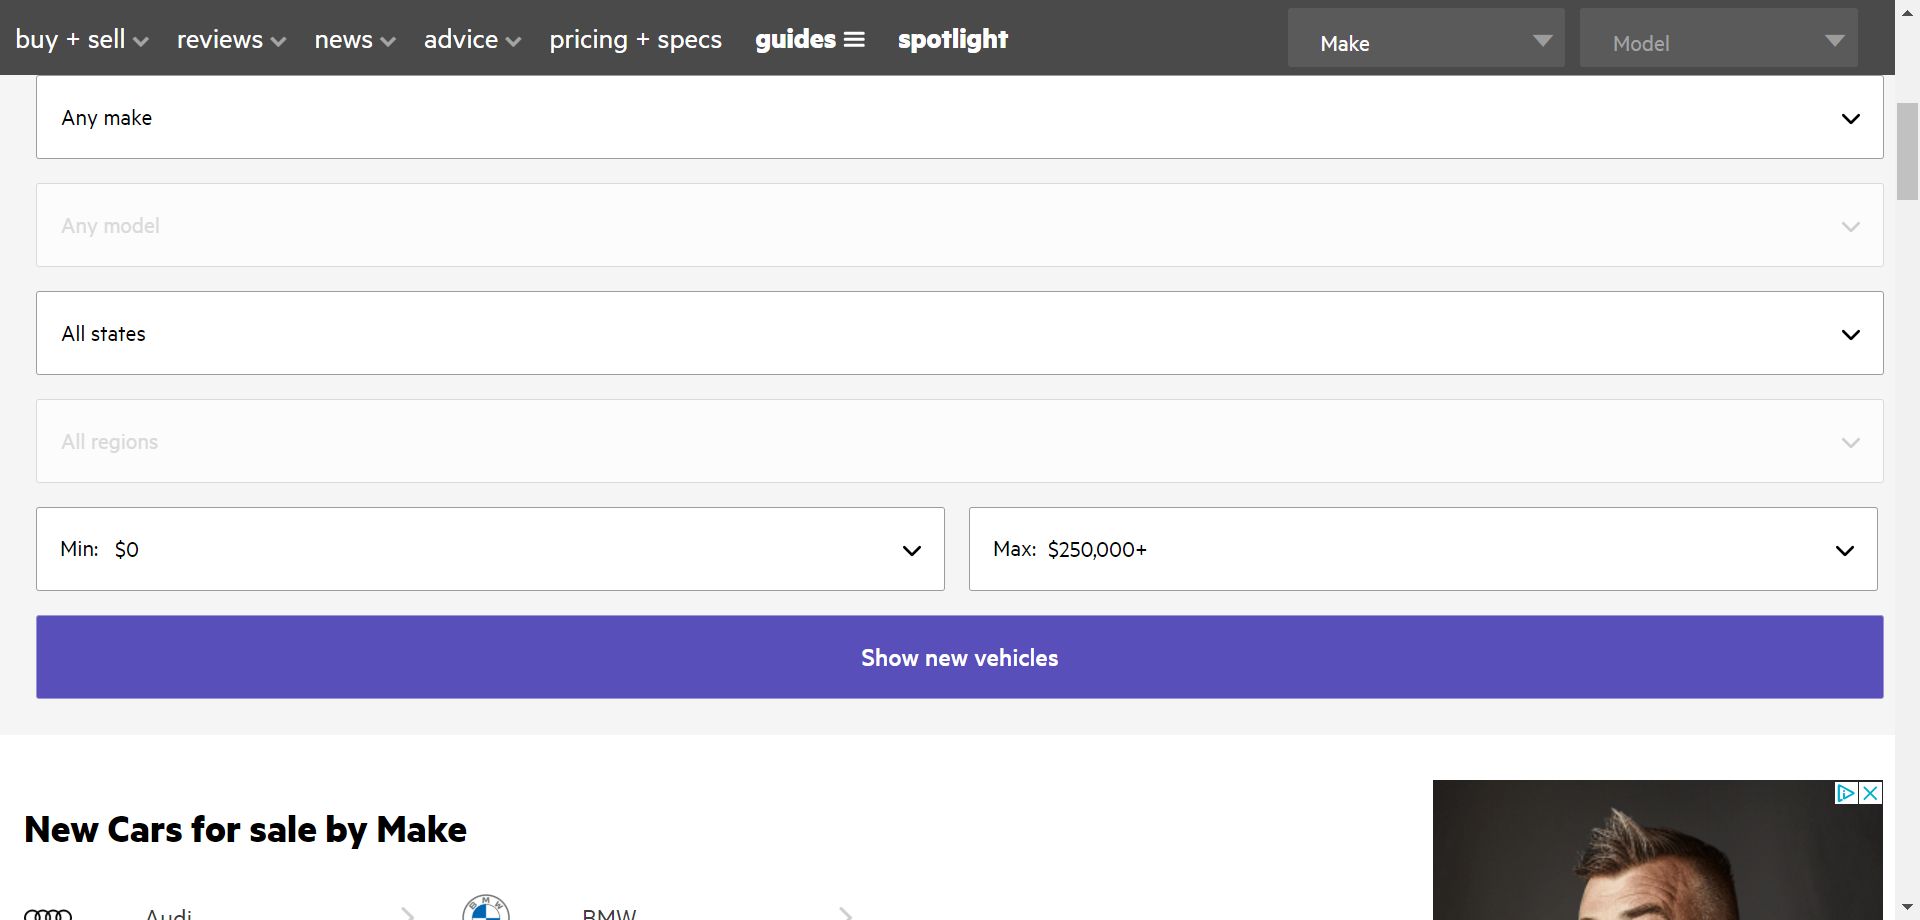 buy + sell reviews news advice pricing + specs guides spotlight Make Model
Any make
Any model
All states
All regions
Min: $0 Max: $250,000+
Show new vehicles
New Cars for sale by Make
Audi BMW BMW